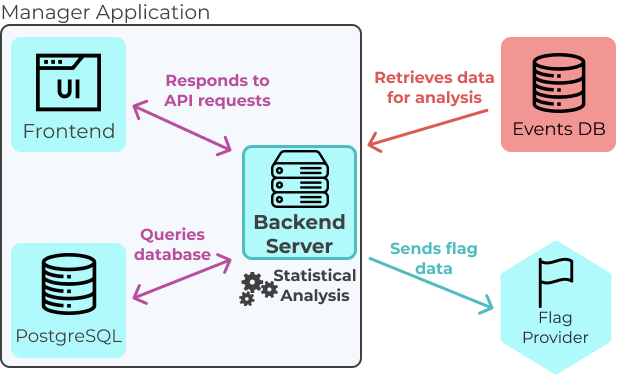 Manager Application
UI
Frontend
Responds to
API requests
Retrieves data
for analysis
Events DB
Backend
Server
Queries
database
Statistical
Analysis
PostgreSQL
Sends flag
data
Flag
Provider